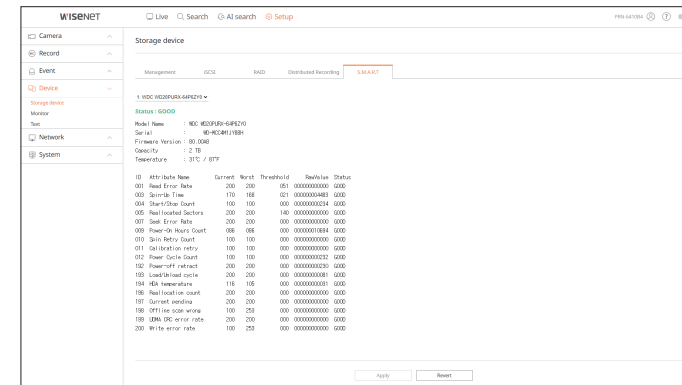 WISENET
Live Search AI search Setup
PRN-6410B4
Camera
Record
Event
Device
Storage device
Monitor
Text
Network
System
Storage device
Management iSCSI RAID Distributed Recording S.M.A.R.T
1. WDC WD20PURX-64P6ZY0
Status : GOOD
Model Name : WDC WD20PURX-64P6ZY0
Serial : WD-WCC4M1JY88H
Firmware Version : 80.00A80
Capacity : 2 TB
Temperature : 31℃ / 87℉
ID Attribute Name Current Worst Threshhold RawValue Status
001 Read Error Rate 200 200 051 000000000000 GOOD
003 Spin-Up Time 170 168 021 000000004483 GOOD
004 Start/Stop Count 100 100 000 000000000234 GOOD
005 Reallocated Sectors 200 200 140 000000000000 GOOD
007 Seek Error Rate 200 200 000 000000000000 GOOD
009 Power-On Hours Count 086 086 000 000000010694 GOOD
010 Spin Retry Count 100 100 000 000000000000 GOOD
011 Calibration retry 100 100 000 000000000000 GOOD
012 Power Cycle Count 100 100 000 000000000232 GOOD
192 Power-off retract 200 200 000 000000000230 GOOD
193 Load/Unload cycle 200 200 000 000000000081 GOOD
194 HDA temperature 116 105 000 000000000031 GOOD
196 Reallocation count 200 200 000 000000000000 GOOD
197 Current pending 200 200 000 000000000000 GOOD
198 Offline scan wrong 100 253 000 000000000000 GOOD
199 UDMA CRC error rate 200 200 000 000000000000 GOOD
200 Write error rate 100 253 000 000000000000 GOOD
Apply Revert